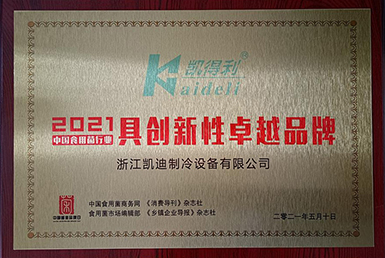 凯得利®
Kaideli
2021
中国食用菌行业
具创新性卓越品牌
浙江凯迪制冷设备有限公司
中国食用菌商务网 《消费导刊》杂志社
食用菌市场编辑部 《乡镇企业导报》杂志社
二零二一年五月十日